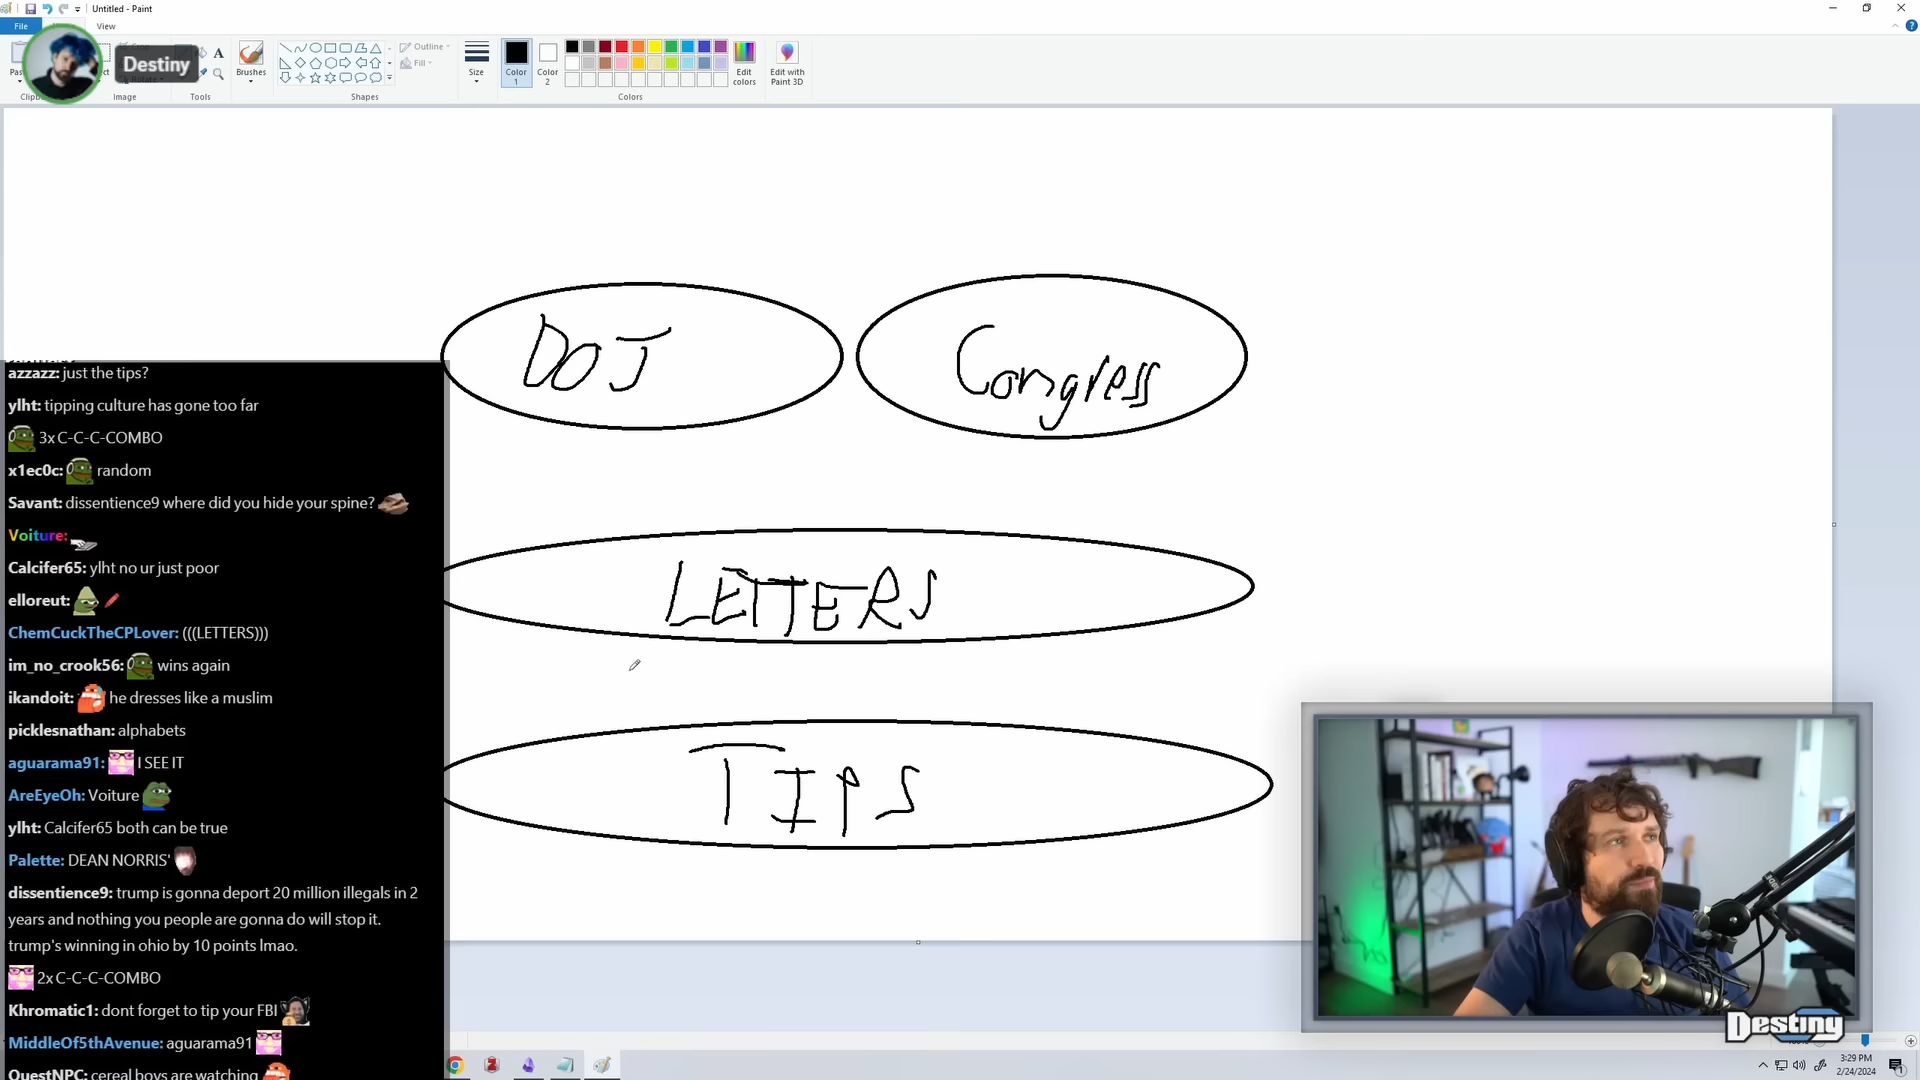 Untitled - Paint
File
View
Destiny
Image
Tools
Brushes
Outline
Fill
Shapes
Size
Color 1
Color 2
Edit colors
Colors
Edit with Paint 3D
DOJ
Congress
LETTERS
TIPS
azzazz: just the tips?
ylht: tipping culture has gone too far
3x C-C-C-COMBO
x1ec0c: random
Savant: dissentience9 where did you hide your spine?
Voiture:
Calcifer65: ylht no ur just poor
elloreut:
ChemCuckTheCPLover: (((LETTERS)))
im_no_crook56: wins again
ikandoit: he dresses like a muslim
picklesnathan: alphabets
aguarama91: I SEE IT
AreEyeOh: Voiture
ylht: Calcifer65 both can be true
Palette: DEAN NORRIS'
dissentience9: trump is gonna deport 20 million illegals in 2
years and nothing you people are gonna do will stop it.
trump's winning in ohio by 10 points lmao.
2x C-C-C-COMBO
Khromatic1: dont forget to tip your FBI
MiddleOf5thAvenue: aguarama91
QuestNPC: cereal boys are watching
Destiny
3:29 PM
2/24/2024